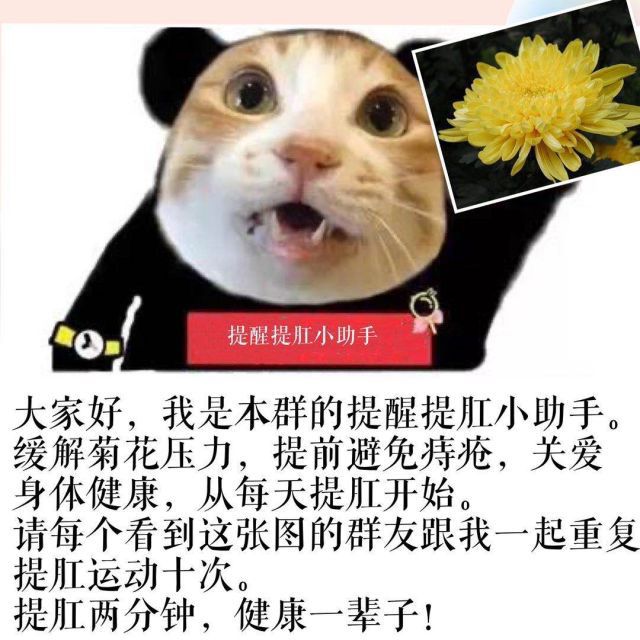 提醒提肛小助手
大家好，我是本群的提醒提肛小助手。
缓解菊花压力，提前避免痔疮，关爱
身体健康，从每天提肛开始。
请每个看到这张图的群友跟我一起重复
提肛运动十次。
提肛两分钟，健康一辈子！